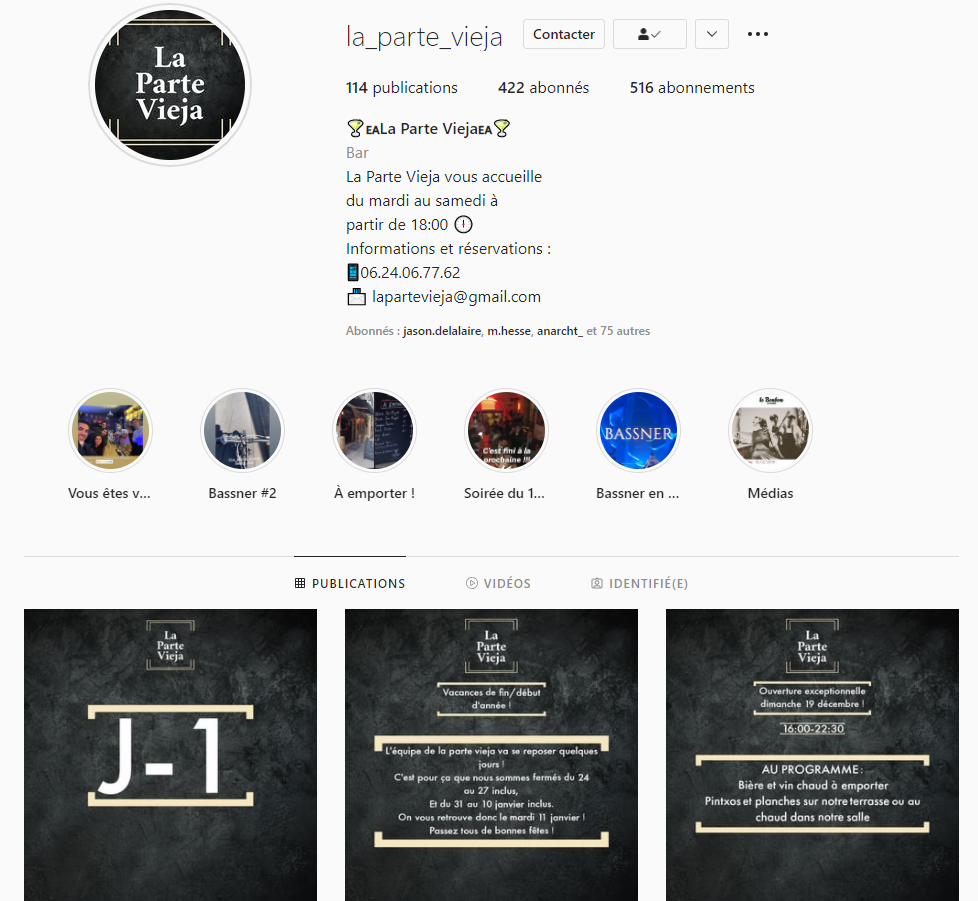 La
Parte
Vieja
la_parte_vieja
Contacter
114 publications
422 abonnés
516 abonnements
EALa Parte ViejaEA
Bar
La Parte Vieja vous accueille
du mardi au samedi à
partir de 18:00
Informations et réservations :
06.24.06.77.62
lapartevieja@gmail.com
Abonnés : jason.delalaire, m.hesse, anarcht_ et 75 autres
C'est fini à la
prochaine !!!
BASSNER
le Bonbon
Vous êtes v...
Bassner #2
À emporter !
Soirée du 1...
Bassner en ...
Médias
PUBLICATIONS
VIDÉOS
IDENTIFIÉ(E)
La
Parte
Vieja
J-1
La
Parte
Vieja
Vacances de fin/début
d'année !
L'équipe de la parte vieja va se reposer quelques
jours !
C'est pour ça que nous sommes fermés du 24
au 27 inclus,
Et du 31 au 10 janvier inclus.
On vous retrouve donc le mardi 11 janvier !
Passez tous de bonnes fêtes !
La
Parte
Vieja
Ouverture exceptionnelle
dimanche 19 décembre !
16:00-22:30
AU PROGRAMME :
Bière et vin chaud à emporter
Pintxos et planches sur notre terrasse ou au
chaud dans notre salle